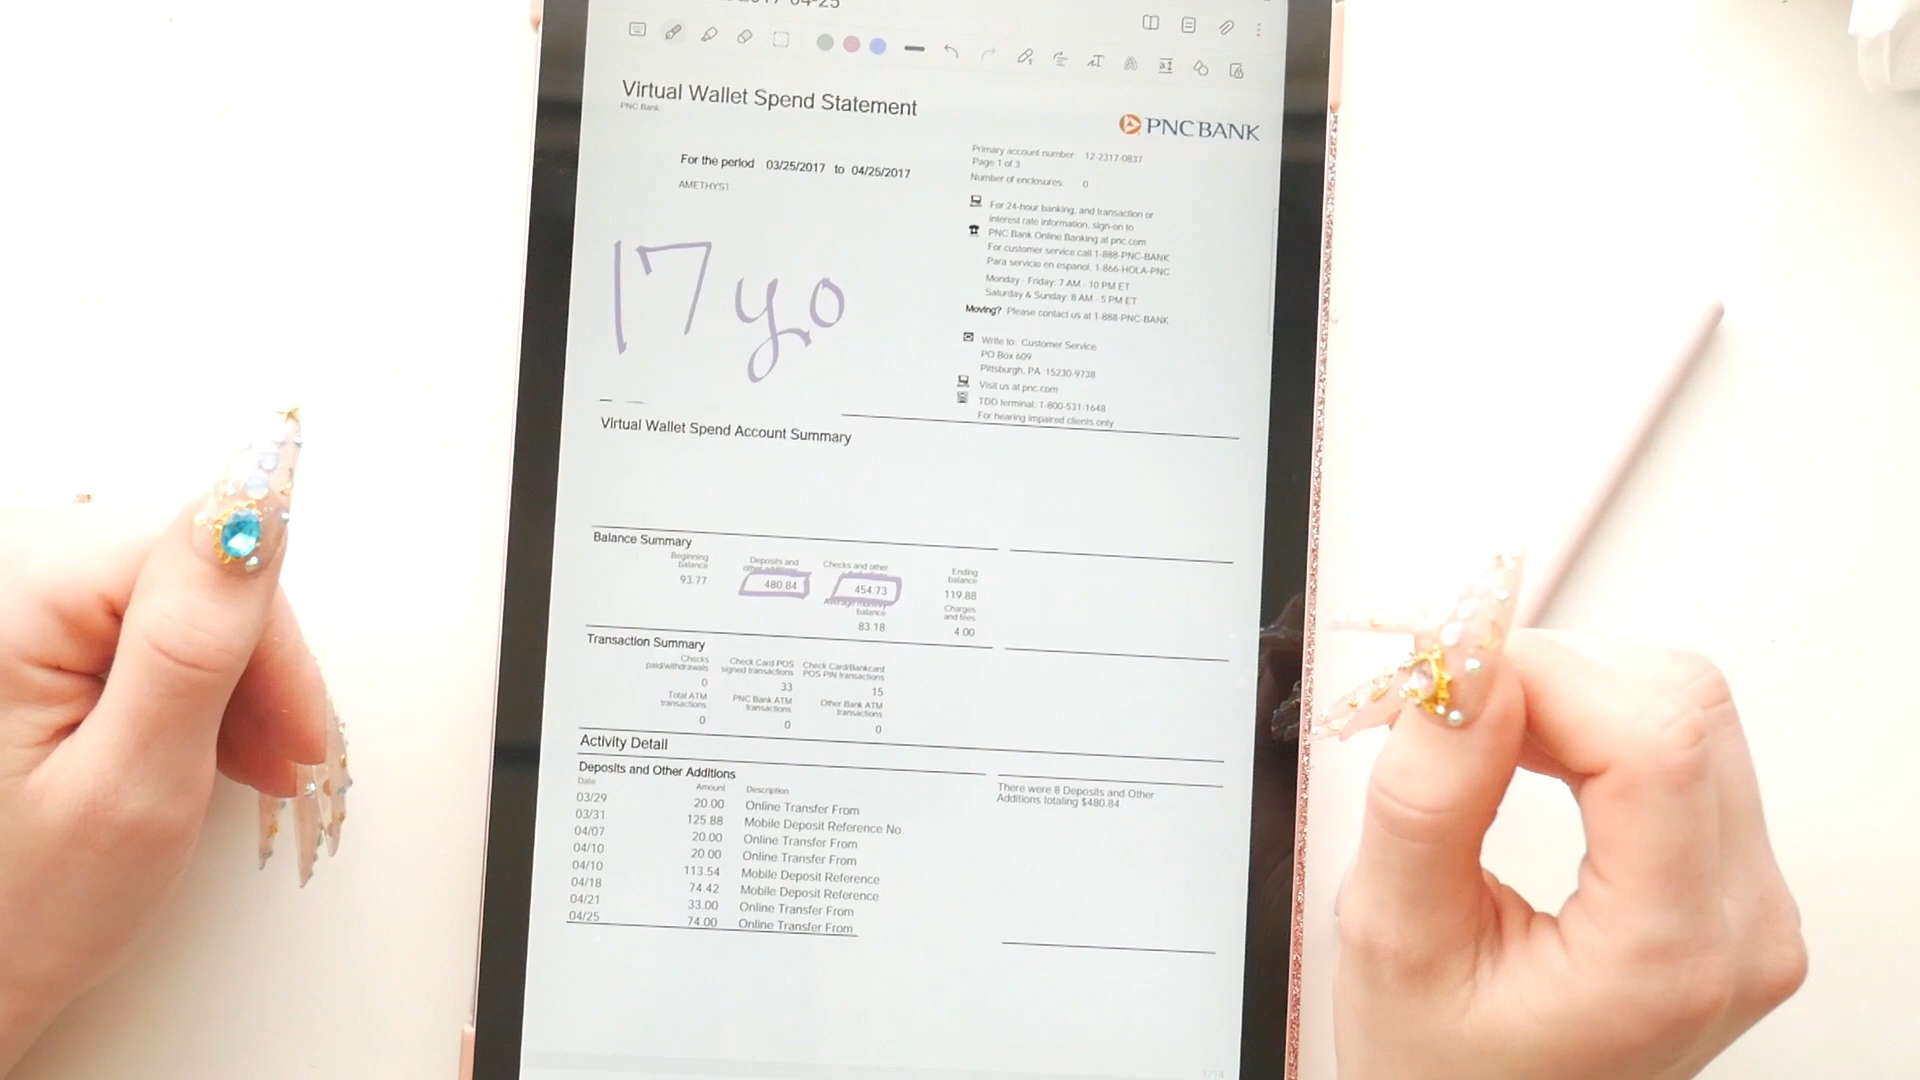 Virtual Wallet Spend Statement
PNC Bank
PNC BANK
For the period 03/25/2017 to 04/25/2017
AMETHYST
Primary account number: 12-2317-0837
Page 1 of 3
Number of enclosures: 0
For 24-hour banking, and transaction or
interest rate information, sign-on to
PNC Bank Online Banking at pnc.com
For customer service call 1-888-PNC-BANK
Para servicio en espanol, 1-866-HOLA-PNC
Monday - Friday: 7 AM - 10 PM ET
Saturday & Sunday: 8 AM - 5 PM ET
Moving? Please contact us at 1-888-PNC-BANK
Write to: Customer Service
PO Box 609
Pittsburgh, PA 15230-9738
Visit us at pnc.com
TDD terminal: 1-800-531-1648
For hearing impaired clients only
17 yo
Virtual Wallet Spend Account Summary
Balance Summary
Beginning balance Deposits and other additions Checks and other Ending balance
93.77 480.84 454.73 119.88
Average monthly balance Charges and fees
83.18 4.00
Transaction Summary
Checks paid/withdrawals Check Card POS signed transactions Check Card/Bankcard POS PIN transactions
0 33 15
Total ATM transactions PNC Bank ATM transactions Other Bank ATM transactions
0 0 0
Activity Detail
Deposits and Other Additions
Date Amount Description
03/29 20.00 Online Transfer From
03/31 125.88 Mobile Deposit Reference No.
04/07 20.00 Online Transfer From
04/10 20.00 Online Transfer From
04/10 113.54 Mobile Deposit Reference
04/18 74.42 Mobile Deposit Reference
04/21 33.00 Online Transfer From
04/25 74.00 Online Transfer From
There were 8 Deposits and Other
Additions totaling $480.84.
1/14